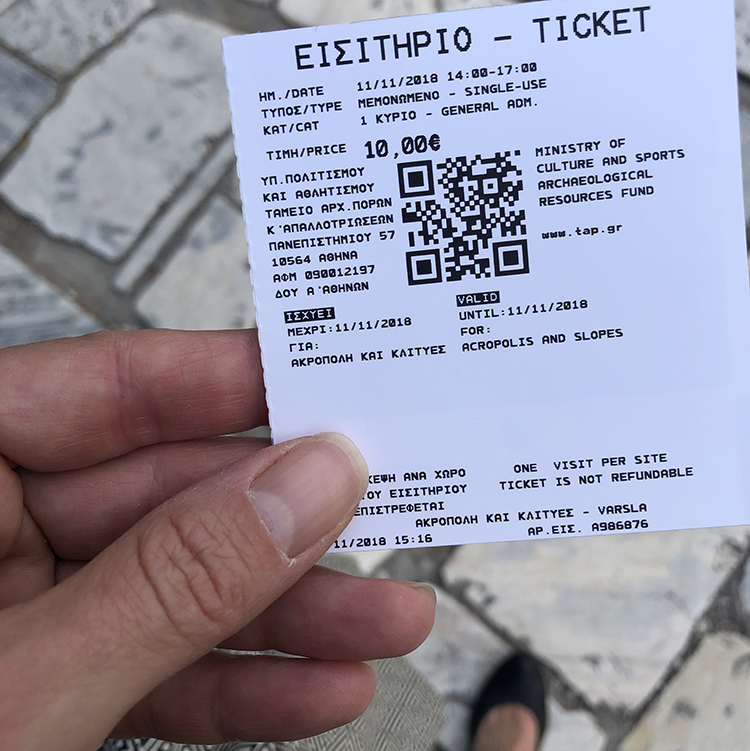 ΕΙΣΙΤΗΡΙΟ – TICKET
ΗΜ./DATE 11/11/2018 14:00-17:00
ΤΥΠΟΣ/TYPE ΜΕΜΟΝΩΜΕΝΟ - SINGLE-USE
ΚΑΤ/CAT 1 ΚΥΡΙΟ - GENERAL ADM.
ΤΙΜΗ/PRICE 10,00€
ΥΠ.ΠΟΛΙΤΙΣΜΟΥ
ΚΑΙ ΑΘΛΗΤΙΣΜΟΥ
ΤΑΜΕΙΟ ΑΡΧ.ΠΟΡΩΝ
Κ'ΑΠΑΛΛΟΤΡΙΩΣΕΩΝ
ΠΑΝΕΠΙΣΤΗΜΙΟΥ 57
10564 ΑΘΗΝΑ
ΑΦΜ 090012197
ΔΟΥ Α'ΑΘΗΝΩΝ
MINISTRY OF
CULTURE AND SPORTS
ARCHAEOLOGICAL
RESOURCES FUND
www.tap.gr
ΙΣΧΥΕΙ
ΜΕΧΡΙ:11/11/2018
ΓΙΑ:
ΑΚΡΟΠΟΛΗ ΚΑΙ ΚΛΙΤΥΕΣ
VALID
UNTIL:11/11/2018
FOR:
ACROPOLIS AND SLOPES
ΑΝΑ ΧΩΡΟ
ΕΙΣΙΤΗΡΙΟΥ
ONE VISIT PER SITE
TICKET IS NOT REFUNDABLE
ΑΚΡΟΠΟΛΗ ΚΑΙ ΚΛΙΤΥΕΣ - VARSLA
11/2018 15:16 ΑΡ.ΕΙΣ. A986876